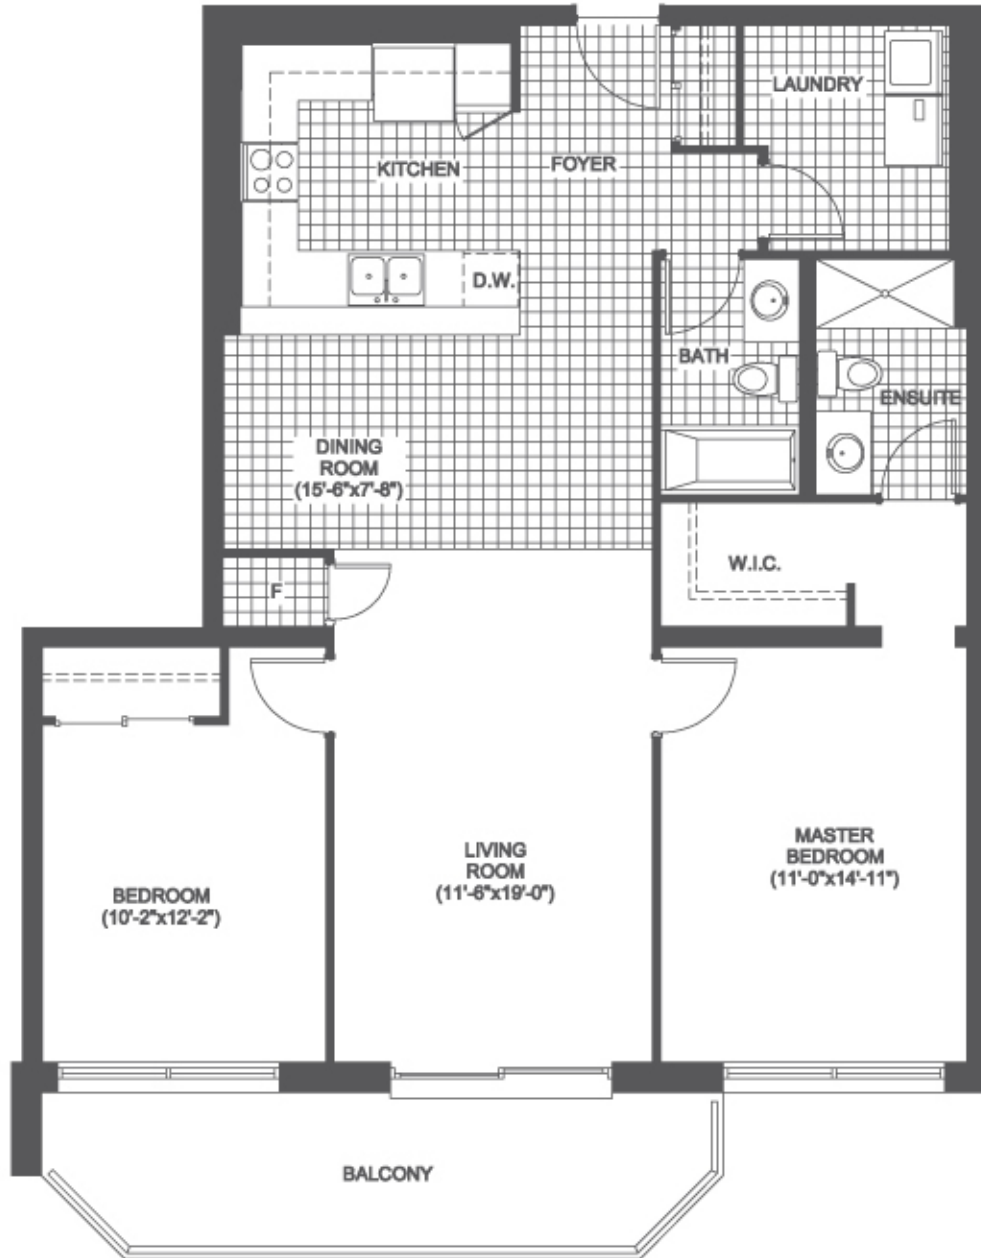 LAUNDRY
KITCHEN
FOYER
D.W.
BATH
ENSUITE
DINING
ROOM
(15'-6"x7'-8")
W.I.C.
F
LIVING
ROOM
(11'-6"x19'-0")
MASTER
BEDROOM
(11'-0"x14'-11")
BEDROOM
(10'-2"x12'-2")
BALCONY